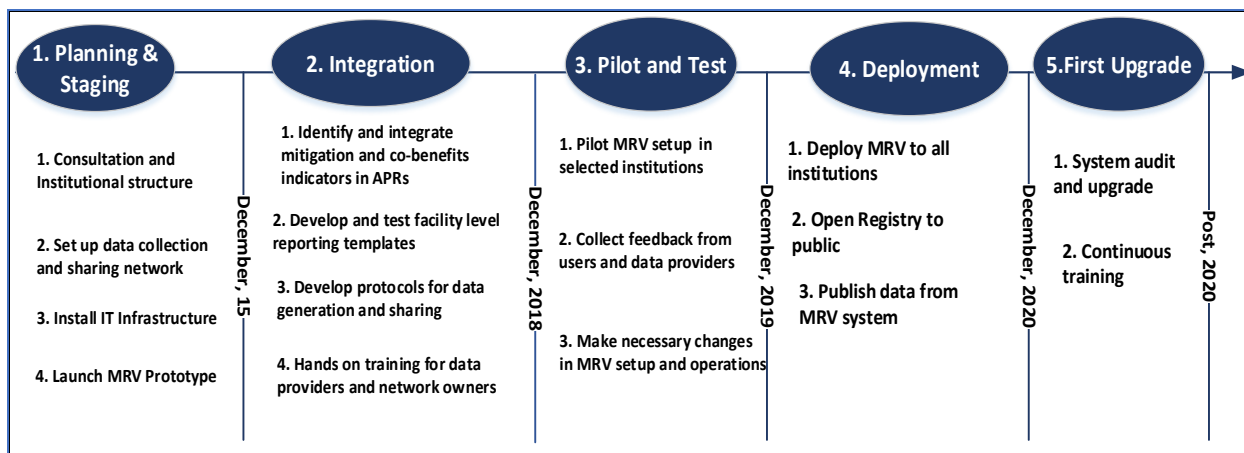 1. Planning &
Staging
2. Integration
3. Pilot and Test
4. Deployment
5.First Upgrade
1. Consultation and
Institutional structure
2. Set up data collection
and sharing network
3. Install IT Infrastructure
4. Launch MRV Prototype
December, 15
1. Identify and integrate
mitigation and co-benefits
indicators in APRs
2. Develop and test facility level
reporting templates
3. Develop protocols for data
generation and sharing
4. Hands on training for data
providers and network owners
December, 2018
1. Pilot MRV setup in
selected institutions
2. Collect feedback from
users and data providers
3. Make necessary changes
in MRV setup and operations
December, 2019
1. Deploy MRV to all
institutions
2. Open Registry to
public
3. Publish data from
MRV system
December, 2020
1. System audit
and upgrade
2. Continuous
training
Post, 2020